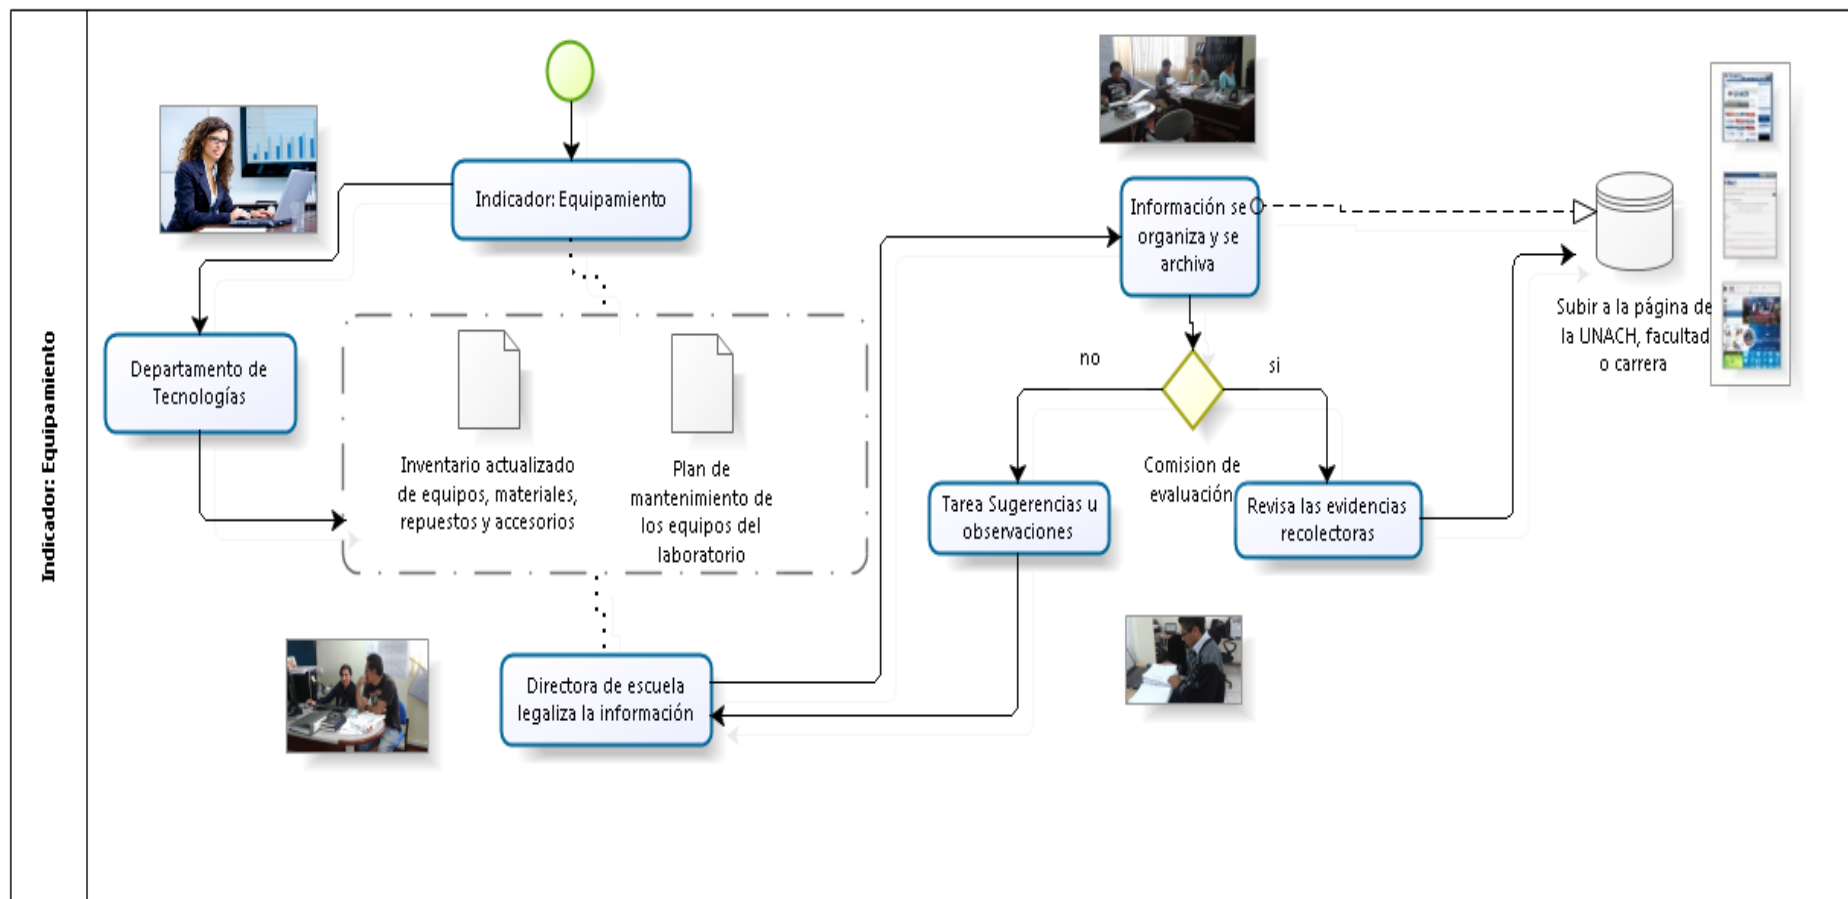 Indicador: Equipamiento
Indicador: Equipamiento
Departamento de
Tecnologías
Inventario actualizado
de equipos, materiales,
repuestos y accesorios
Plan de
mantenimiento de
los equipos del
laboratorio
Directora de escuela
legaliza la información
Información se
organiza y se
archiva
no
si
Comision de
evaluación
Tarea Sugerencias u
observaciones
Revisa las evidencias
recolectoras
Subir a la página de
la UNACH, facultad
o carrera